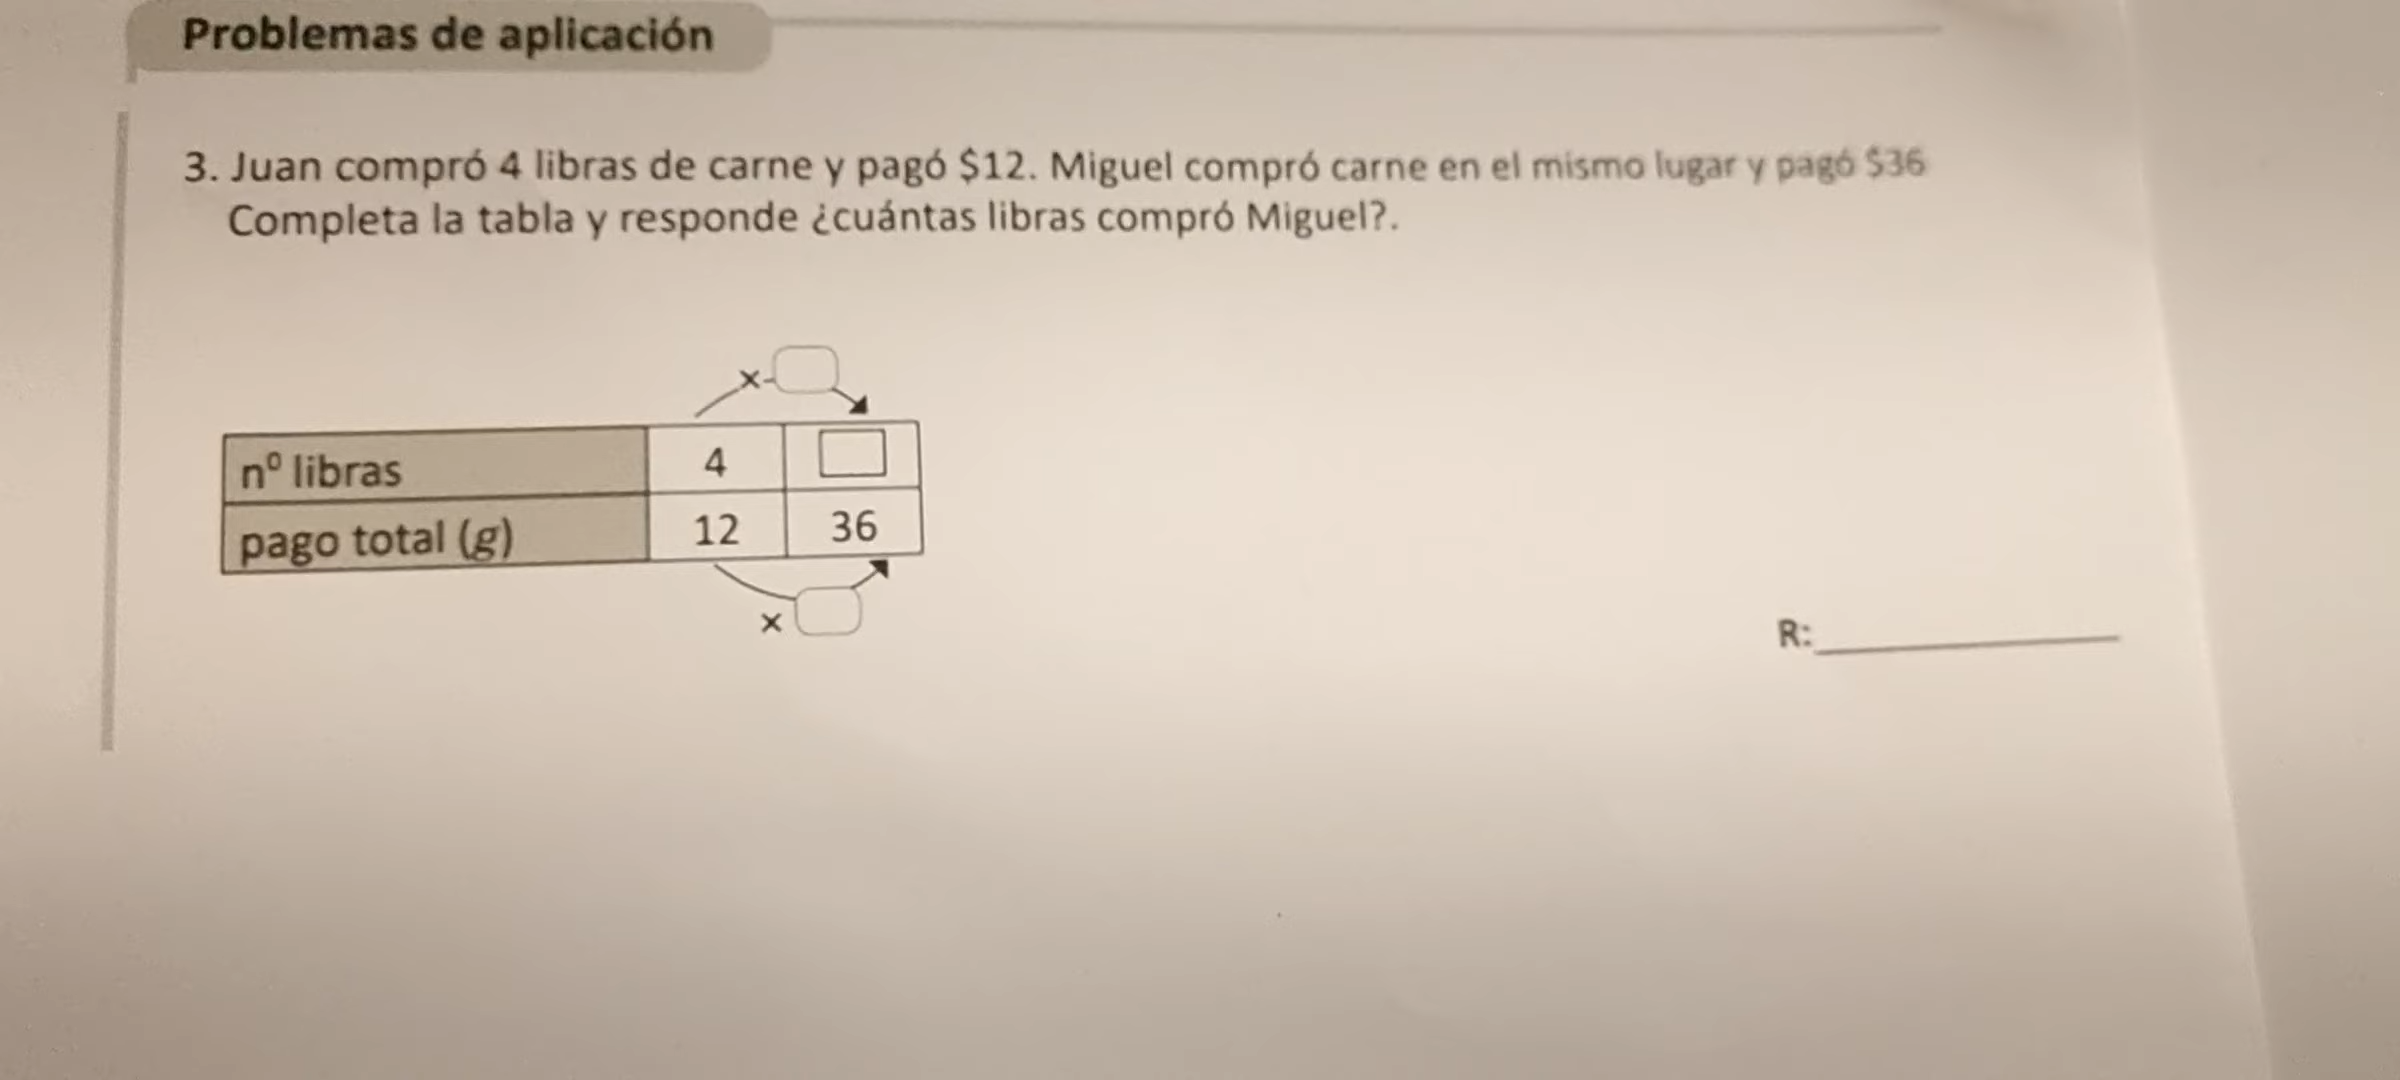 Problemas de aplicación
3. Juan compró 4 libras de carne y pagó $12. Miguel compró carne en el mismo lugar y pagó $36
Completa la tabla y responde ¿cuántas libras compró Miguel?.
x
nº libras 4
pago total (g) 12 36
x
R: